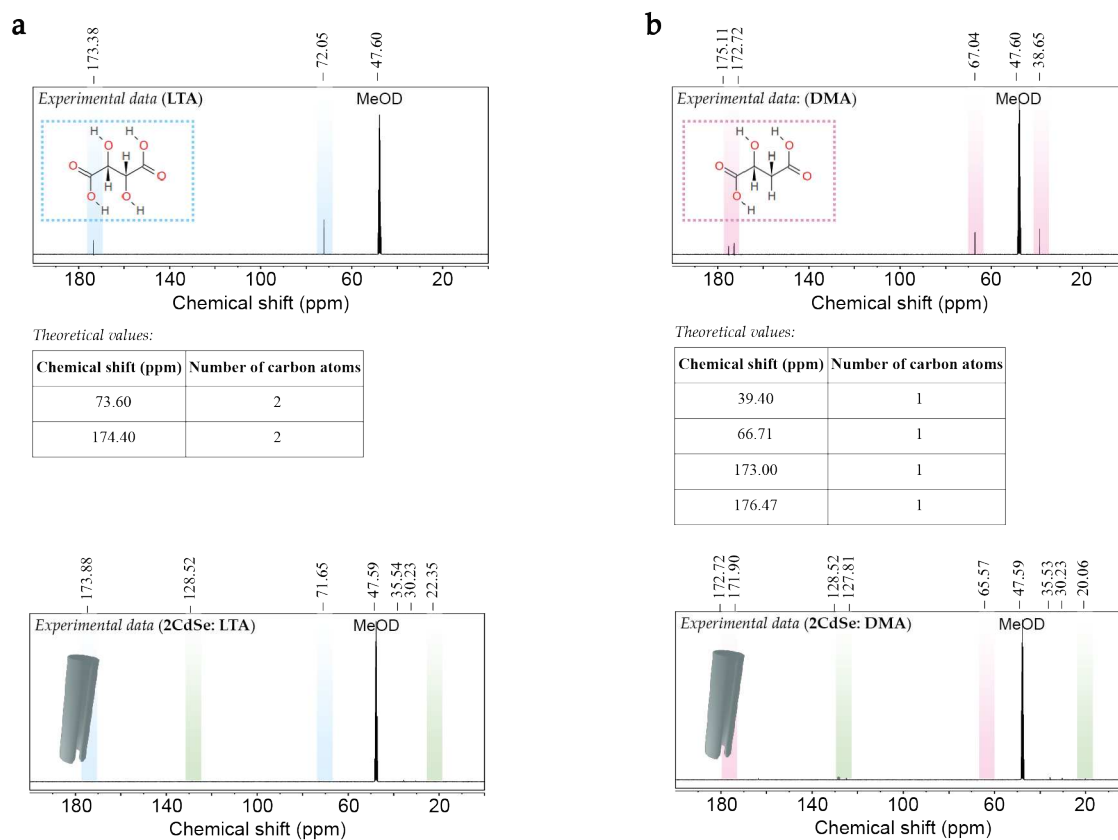 a
173.38
72.05
47.60
Experimental data (LTA)
MeOD
H H
O O H O
O H O
O O
H H
180 140 100 60 20
Chemical shift (ppm)
Theoretical values:
Chemical shift (ppm) Number of carbon atoms
73.60 2
174.40 2
173.88
128.52
71.65
47.59
35.54
30.23
22.35
Experimental data (2CdSe: LTA)
MeOD
180 140 100 60 20
Chemical shift (ppm)
b
175.11
172.72
67.04
47.60
38.65
Experimental data: (DMA)
MeOD
H H
O H O
O O
H H
O
H
180 140 100 60 20
Chemical shift (ppm)
Theoretical values:
Chemical shift (ppm) Number of carbon atoms
39.40 1
66.71 1
173.00 1
176.47 1
172.72
171.90
128.52
127.81
65.57
47.59
35.53
30.23
20.06
Experimental data (2CdSe: DMA)
MeOD
180 140 100 60 20
Chemical shift (ppm)